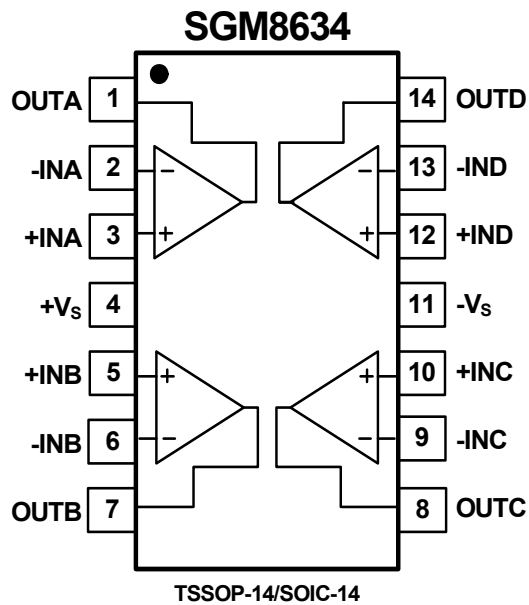 SGM8634
OUTA 1 14 OUTD
-INA 2 − − 13 -IND
+INA 3 + + 12 +IND
+VS 4 11 -VS
+INB 5 + + 10 +INC
-INB 6 − − 9 -INC
OUTB 7 8 OUTC
TSSOP-14/SOIC-14